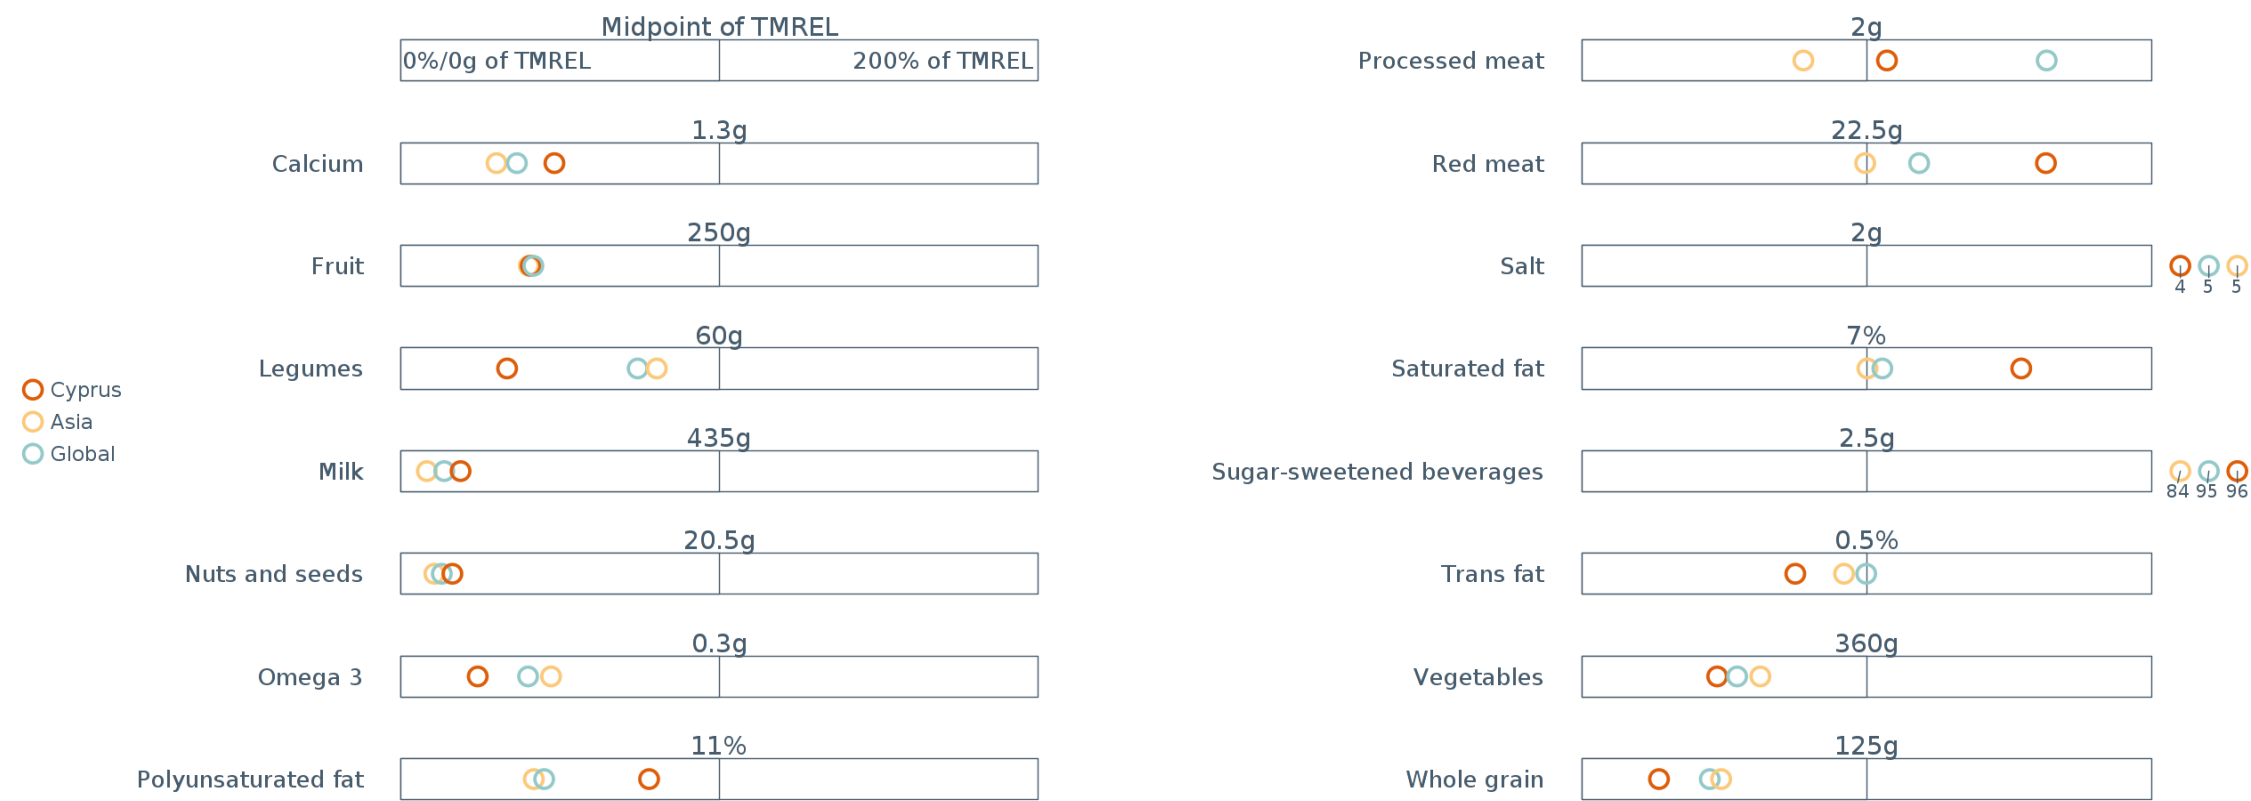 Midpoint of TMREL
0%/0g of TMREL 200% of TMREL
1.3g
Calcium
250g
Fruit
60g
Legumes
435g
Milk
20.5g
Nuts and seeds
0.3g
Omega 3
11%
Polyunsaturated fat
Cyprus
Asia
Global
2g
Processed meat
22.5g
Red meat
2g
Salt
4 5 5
7%
Saturated fat
2.5g
Sugar-sweetened beverages
84 95 96
0.5%
Trans fat
360g
Vegetables
125g
Whole grain